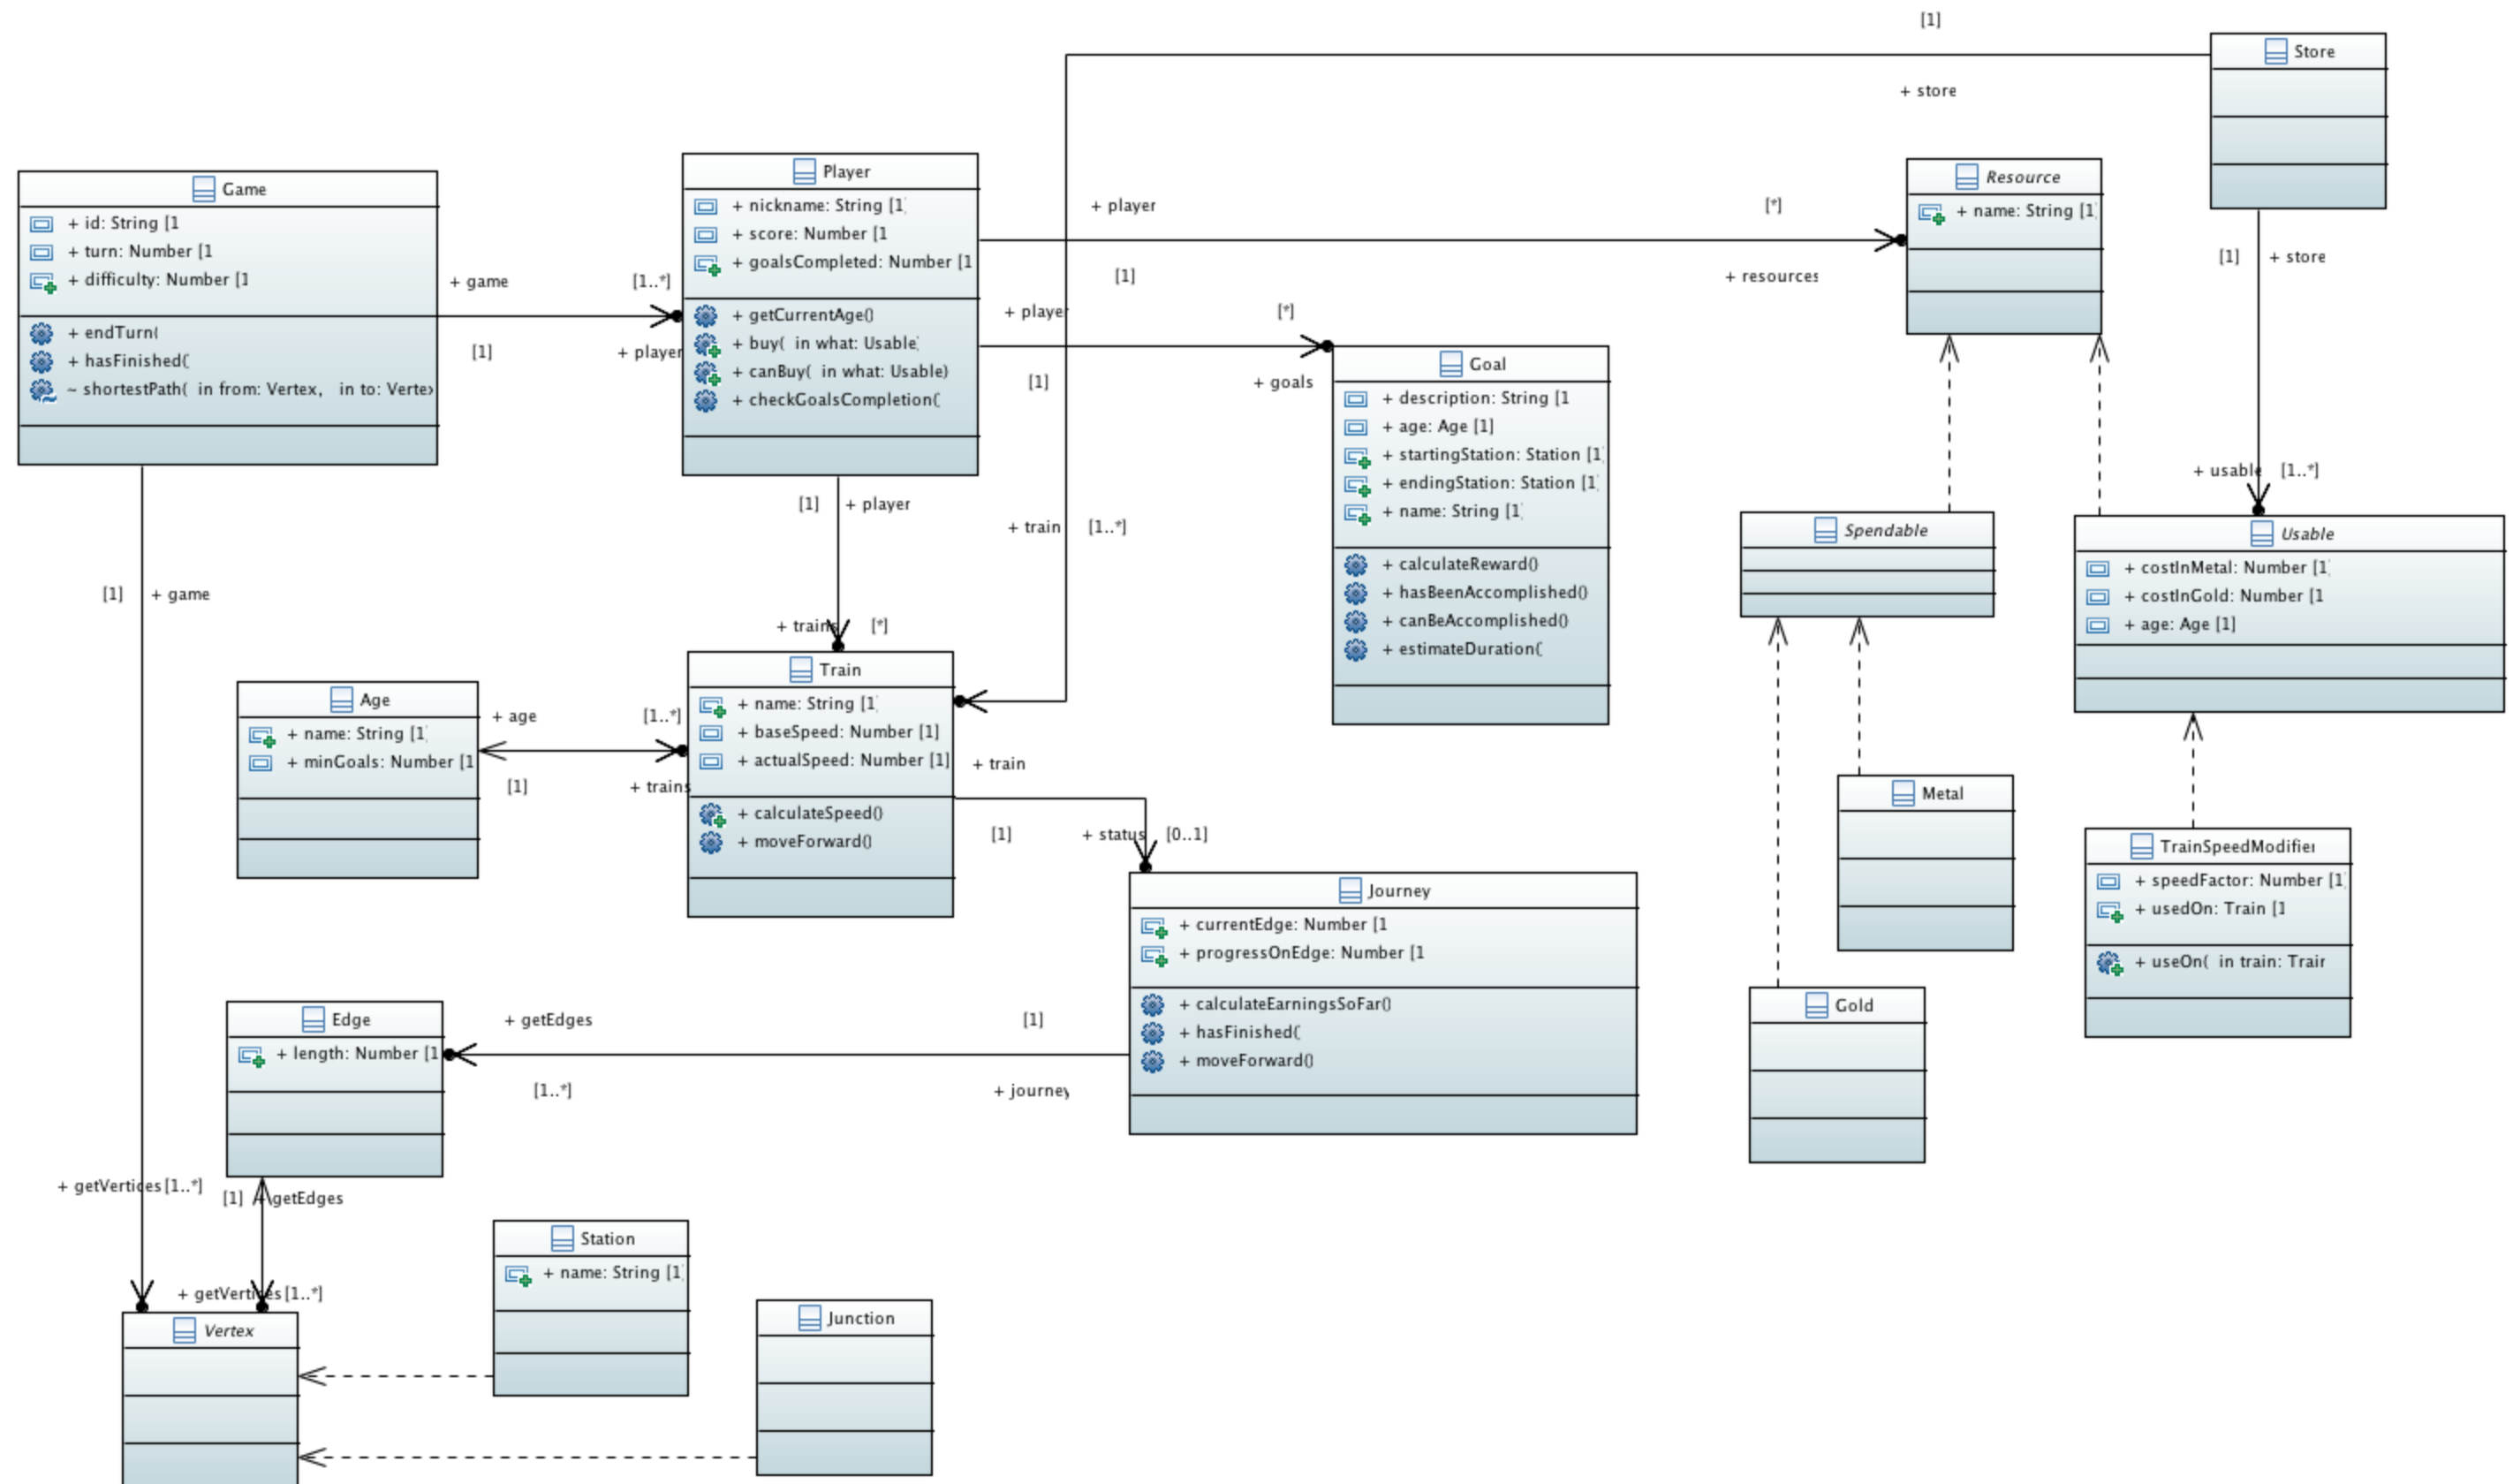 [1]
Store
+ store
Game
+ id: String [1
+ turn: Number [1
+ difficulty: Number [1
+ endTurn(
+ hasFinished(
~ shortestPath( in from: Vertex, in to: Vertex
+ game
[1..*]
[1]
+ player
Player
+ nickname: String [1
+ score: Number [1
+ goalsCompleted: Number [1
+ getCurrentAge()
+ buy( in what: Usable
+ canBuy( in what: Usable)
+ checkGoalsCompletion(
+ player
[*]
[1]
+ resources
Resource
+ name: String [1
[1]
+ store
+ player
[*]
[1]
+ goals
Goal
+ description: String [1
+ age: Age [1]
+ startingStation: Station [1
+ endingStation: Station [1
+ name: String [1
+ calculateReward()
+ hasBeenAccomplished()
+ canBeAccomplished()
+ estimateDuration(
+ usable [1..*]
Spendable
Usable
+ costInMetal: Number [1
+ costInGold: Number [1
+ age: Age [1]
[1] + player
+ train [1..*]
[1] + game
+ trains [*]
Train
+ name: String [1
+ baseSpeed: Number [1]
+ actualSpeed: Number [1]
+ calculateSpeed()
+ moveForward()
Age
+ name: String [1
+ minGoals: Number [1
+ age
[1..*]
[1]
+ trains
+ train
[1]
+ status [0..1]
Metal
TrainSpeedModifier
+ speedFactor: Number [1
+ usedOn: Train [1
+ useOn( in train: Train
Journey
+ currentEdge: Number [1
+ progressOnEdge: Number [1
+ calculateEarningsSoFar()
+ hasFinished(
+ moveForward()
Gold
Edge
+ length: Number [1
+ getEdges
[1]
[1..*]
+ journey
+ getVertices [1..*]
[1] + getEdges
+ getVertices [1..*]
Station
+ name: String [1
Junction
Vertex